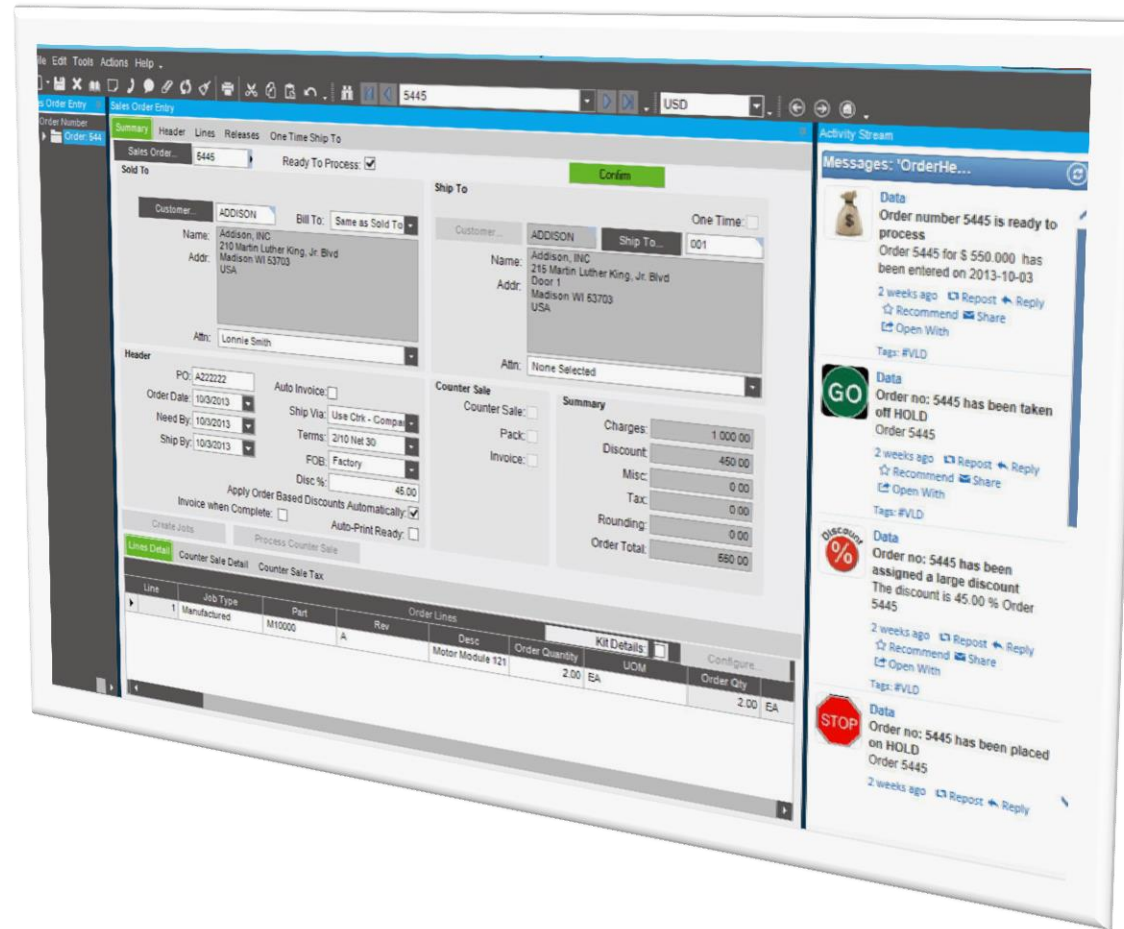 File Edit Tools Actions Help
5445 USD
Sales Order Entry
Order Number
Order: 544
Sales Order Entry
Summary Header Lines Releases One Time Ship To
Sales Order... 5445 Ready To Process:
Confirm
Sold To
Customer... ADDISON Bill To: Same as Sold To
Name: Addison, INC
Addr: 210 Martin Luther King, Jr. Blvd
Madison WI 53703
USA
Attn: Lonnie Smith
Ship To
One Time:
Customer... ADDISON Ship To... 001
Name: Addison, INC
215 Martin Luther King, Jr. Blvd
Addr: Door 1
Madison WI 53703
USA
Attn: None Selected
Header
PO: A222222 Auto Invoice:
Order Date: 10/3/2013 Ship Via: Use Ctrk - Compa
Need By: 10/3/2013 Terms: 2/10 Net 30
Ship By: 10/3/2013 FOB: Factory
Disc %: 45.00
Apply Order Based Discounts Automatically:
Invoice when Complete: Auto-Print Ready:
Create Jobs Process Counter Sale
Counter Sale
Counter Sale:
Pack:
Invoice:
Summary
Charges: 1 000 00
Discount: 450 00
Misc: 0 00
Tax: 0 00
Rounding: 0 00
Order Total: 550 00
Lines Detail Counter Sale Detail Counter Sale Tax
Order Lines Kit Details: Configure...
Line Job Type Part Rev Desc Order Quantity UOM Order Qty
1 Manufactured M10000 A Motor Module 121 2.00 EA 2.00 EA
Activity Stream
Messages: 'OrderHe...
Data
Order number 5445 is ready to
process
Order 5445 for $ 550.000 has
been entered on 2013-10-03
2 weeks ago Repost Reply
Recommend Share
Open With
Tags: #VLD
GO
Data
Order no: 5445 has been taken
off HOLD
Order 5445
2 weeks ago Repost Reply
Recommend Share
Open With
Tags: #VLD
Discount
%
Data
Order no: 5445 has been
assigned a large discount
The discount is 45.00 % Order
5445
2 weeks ago Repost Reply
Recommend Share
Open With
Tags: #VLD
STOP
Data
Order no: 5445 has been placed
on HOLD
Order 5445
2 weeks ago Repost Reply